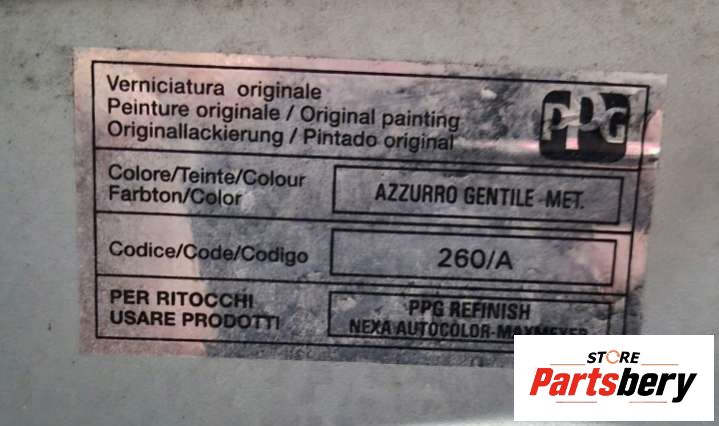 Verniciatura originale
Peinture originale / Original painting
Originallackierung / Pintado original
PPG
Colore/Teinte/Colour
Farbton/Color
AZZURRO GENTILE MET.
Codice/Code/Codigo
260/A
PER RITOCCHI
USARE PRODOTTI
PPG REFINISH
NEXA AUTOCOLOR-MAXMEYER
STORE
Partsbery